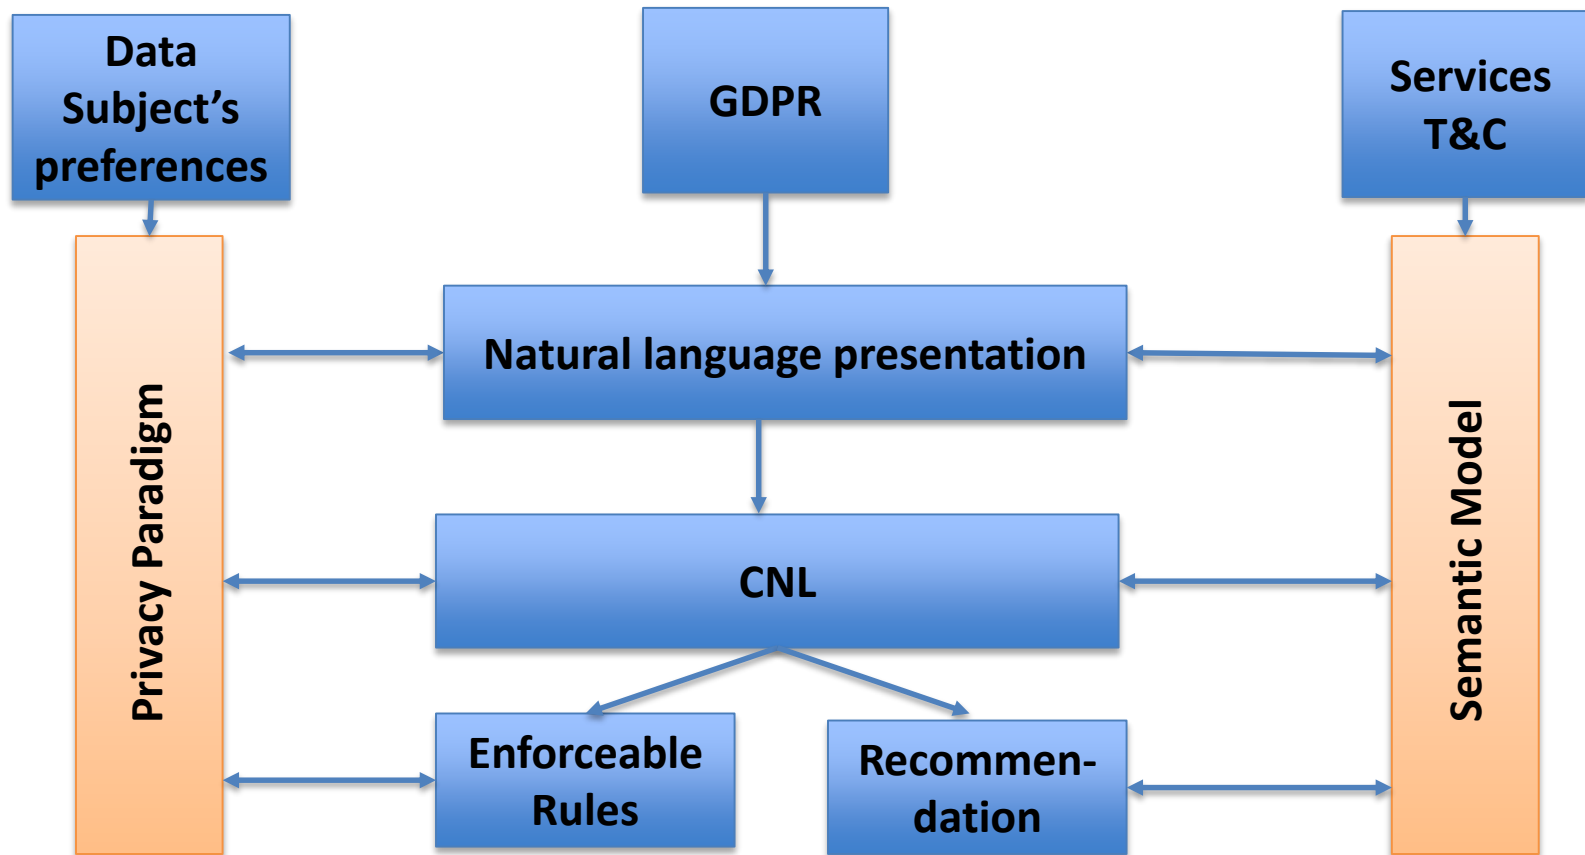 Data
Subject’s
preferences
GDPR
Services
T&C
Natural language presentation
Privacy Paradigm
Semantic Model
CNL
Enforceable
Rules
Recommen-
dation